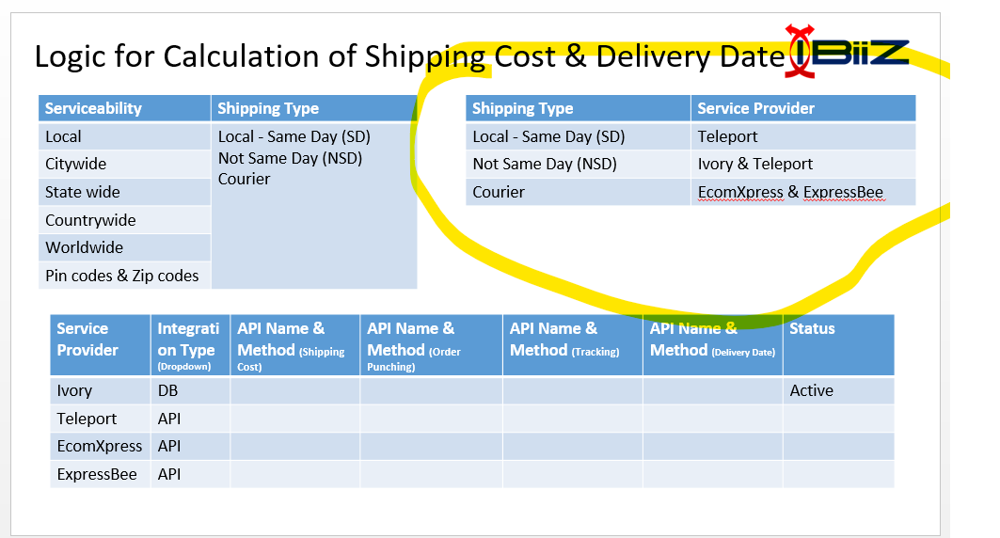 Logic for Calculation of Shipping Cost & Delivery Date
IBiiZ
Serviceability Shipping Type
Local Local - Same Day (SD)
Not Same Day (NSD)
Citywide
Courier
State wide
Countrywide
Worldwide
Pin codes & Zip codes
Shipping Type Service Provider
Local - Same Day (SD) Teleport
Not Same Day (NSD) Ivory & Teleport
Courier EcomXpress & ExpressBee
Service Integrati API Name & API Name & API Name & API Name & Status
Provider on Type Method (Shipping Method (Order Method (Tracking) Method (Delivery Date)
(Dropdown) Cost) Punching)
Ivory DB Active
Teleport API
EcomXpress API
ExpressBee API